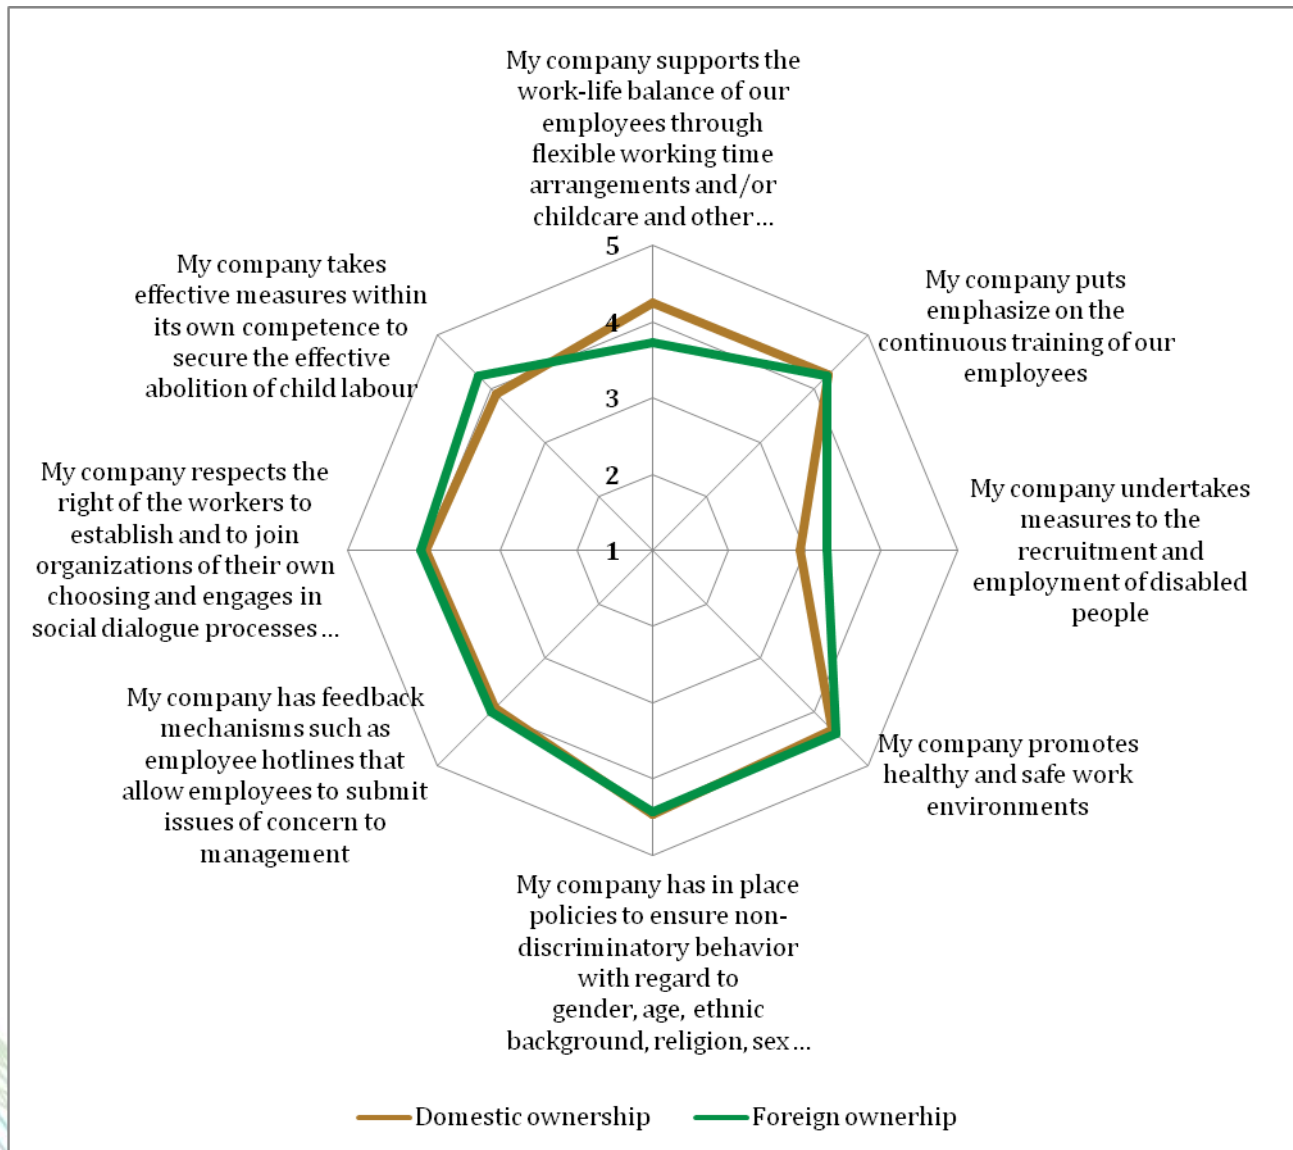 My company supports the
work-life balance of our
employees through
flexible working time
arrangements and/or
childcare and other ...
My company puts
emphasize on the
continuous training of our
employees
My company undertakes
measures to the
recruitment and
employment of disabled
people
My company promotes
healthy and safe work
environments
My company has in place
policies to ensure non-
discriminatory behavior
with regard to
gender, age, ethnic
background, religion, sex ...
My company has feedback
mechanisms such as
employee hotlines that
allow employees to submit
issues of concern to
management
My company respects the
right of the workers to
establish and to join
organizations of their own
choosing and engages in
social dialogue processes ...
My company takes
effective measures within
its own competence to
secure the effective
abolition of child labour
5
4
3
2
1
Domestic ownership
Foreign ownerhip